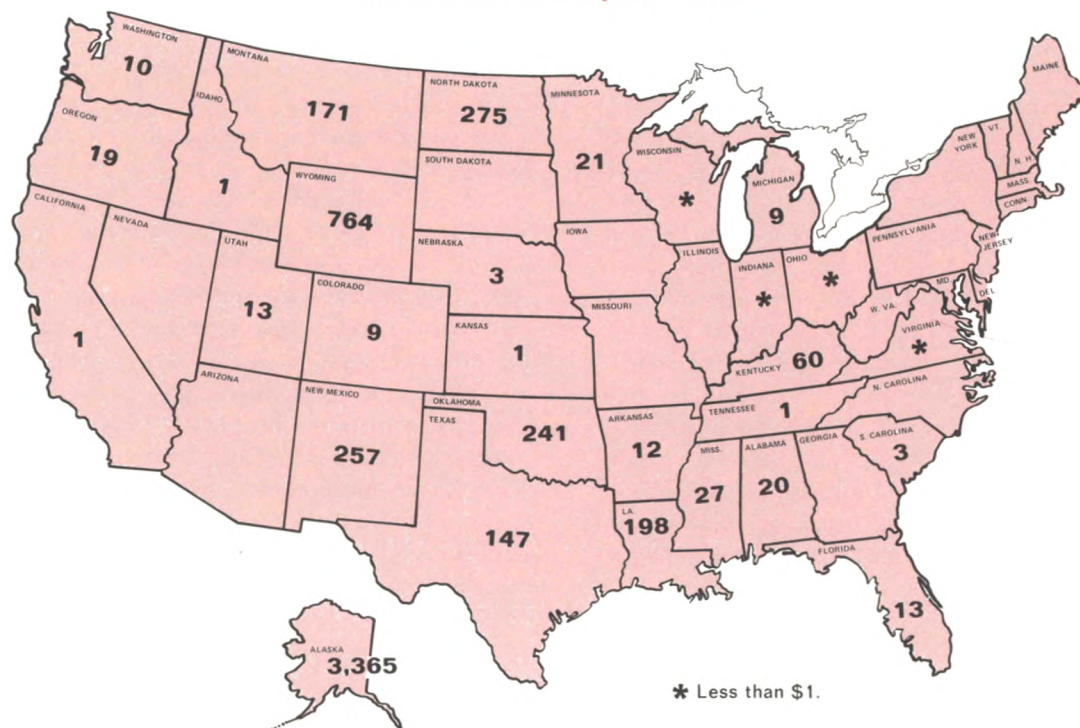 WASHINGTON
10
MONTANA
171
NORTH DAKOTA
275
MINNESOTA
21
MAINE
IDAHO
1
OREGON
19
NEW
YORK
VT.
N. H.
MASS.
CONN.
SOUTH DAKOTA
WISCONSIN
*
MICHIGAN
9
WYOMING
764
CALIFORNIA
1
NEVADA
UTAH
13
NEBRASKA
3
IOWA
ILLINOIS
INDIANA
*
OHIO
*
PENNSYLVANIA
NEW
JERSEY
MD.
DEL
COLORADO
9
KANSAS
1
MISSOURI
W. VA.
VIRGINIA
*
KENTUCKY
60
ARIZONA
NEW MEXICO
257
OKLAHOMA
241
TEXAS
147
ARKANSAS
12
TENNESSEE
1
N. CAROLINA
S. CAROLINA
3
MISS.
27
ALABAMA
20
GEORGIA
LA.
198
FLORIDA
13
ALASKA
3,365
* Less than $1.